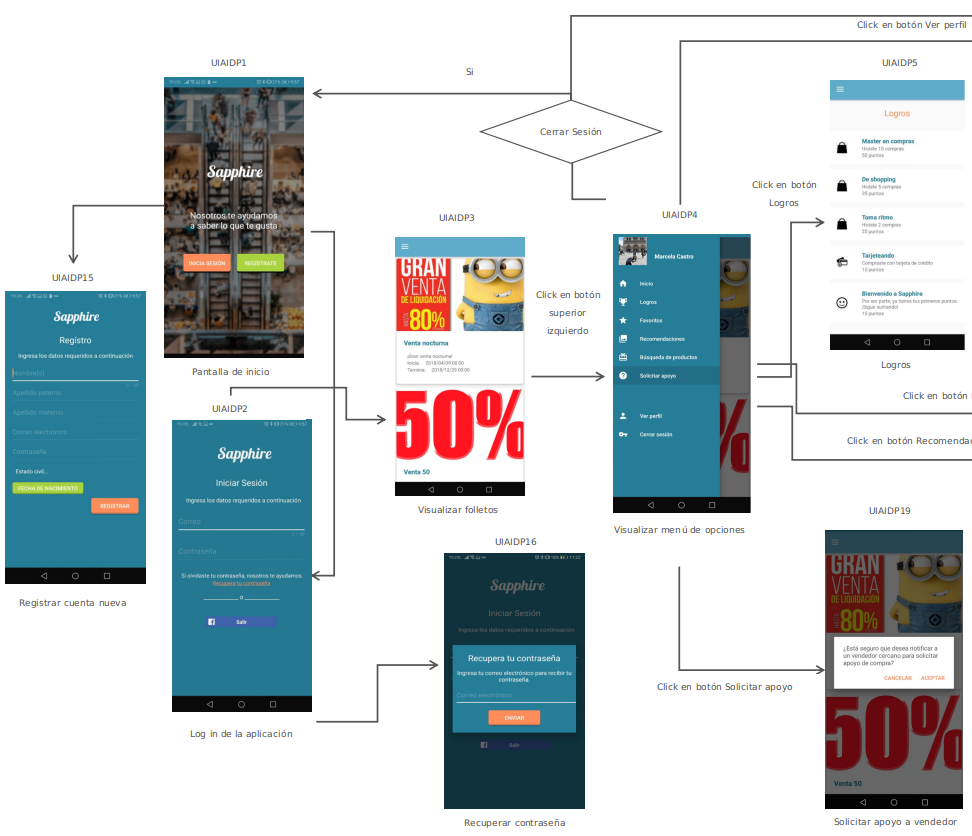 Click en botón Ver perfil
UIAIDP1
Si
UIAIDP5
Cerrar Sesión
Sapphire
Nosotros te ayudamos
a saber lo que te gusta
INICIA SESIÓN
REGÍSTRATE
Pantalla de inicio
Logros
Master en compras
Hiciste 10 compras
50 puntos
De shopping
Hiciste 5 compras
35 puntos
Toma ritmo
Hiciste 2 compras
20 puntos
Tarjeteando
Compraste con tarjeta de crédito
10 puntos
Bienvenido a Sapphire
Por ser parte, ya tienes tus primeros puntos.
¡Sigue sumando!
15 puntos
Logros
Click en botón
Logros
UIAIDP15
Sapphire
Registro
Ingresa los datos requeridos a continuación
Nombre(s)
Apellido paterno
Apellido materno
Correo electrónico
Contraseña
Estado civil...
FECHA DE NACIMIENTO
REGISTRAR
Registrar cuenta nueva
UIAIDP3
GRAN
VENTA
DE LIQUIDACIÓN
HASTA
80%
Venta nocturna
¡Gran venta nocturna!
Inicia: 2018/04/09 00:00
Termina: 2018/12/29 00:00
50%
Venta 50
Visualizar folletos
Click en botón
superior
izquierdo
UIAIDP4
Marcela Castro
Inicio
Logros
Favoritos
Recomendaciones
Búsqueda de productos
Solicitar apoyo
Ver perfil
Cerrar sesión
Visualizar menú de opciones
Click en botón
Click en botón Recomendac
UIAIDP2
Sapphire
Iniciar Sesión
Ingresa los datos requeridos a continuación
Correo
Contraseña
Si olvidaste tu contraseña, nosotros te ayudamos
Recupera tu contraseña
o
Salir
Log in de la aplicación
UIAIDP16
Sapphire
Iniciar Sesión
Ingresa los datos requeridos a continuación
Recupera tu contraseña
Ingresa tu correo electrónico para recibir tu
contraseña
Correo electrónico
ENVIAR
Salir
Recuperar contraseña
Click en botón Solicitar apoyo
UIAIDP19
GRAN
VENTA
DE LIQUIDACIÓN
HASTA
80%
¿Está seguro que desea notificar a
un vendedor cercano para solicitar
apoyo de compra?
CANCELAR
ACEPTAR
50%
Venta 50
Solicitar apoyo a vendedor